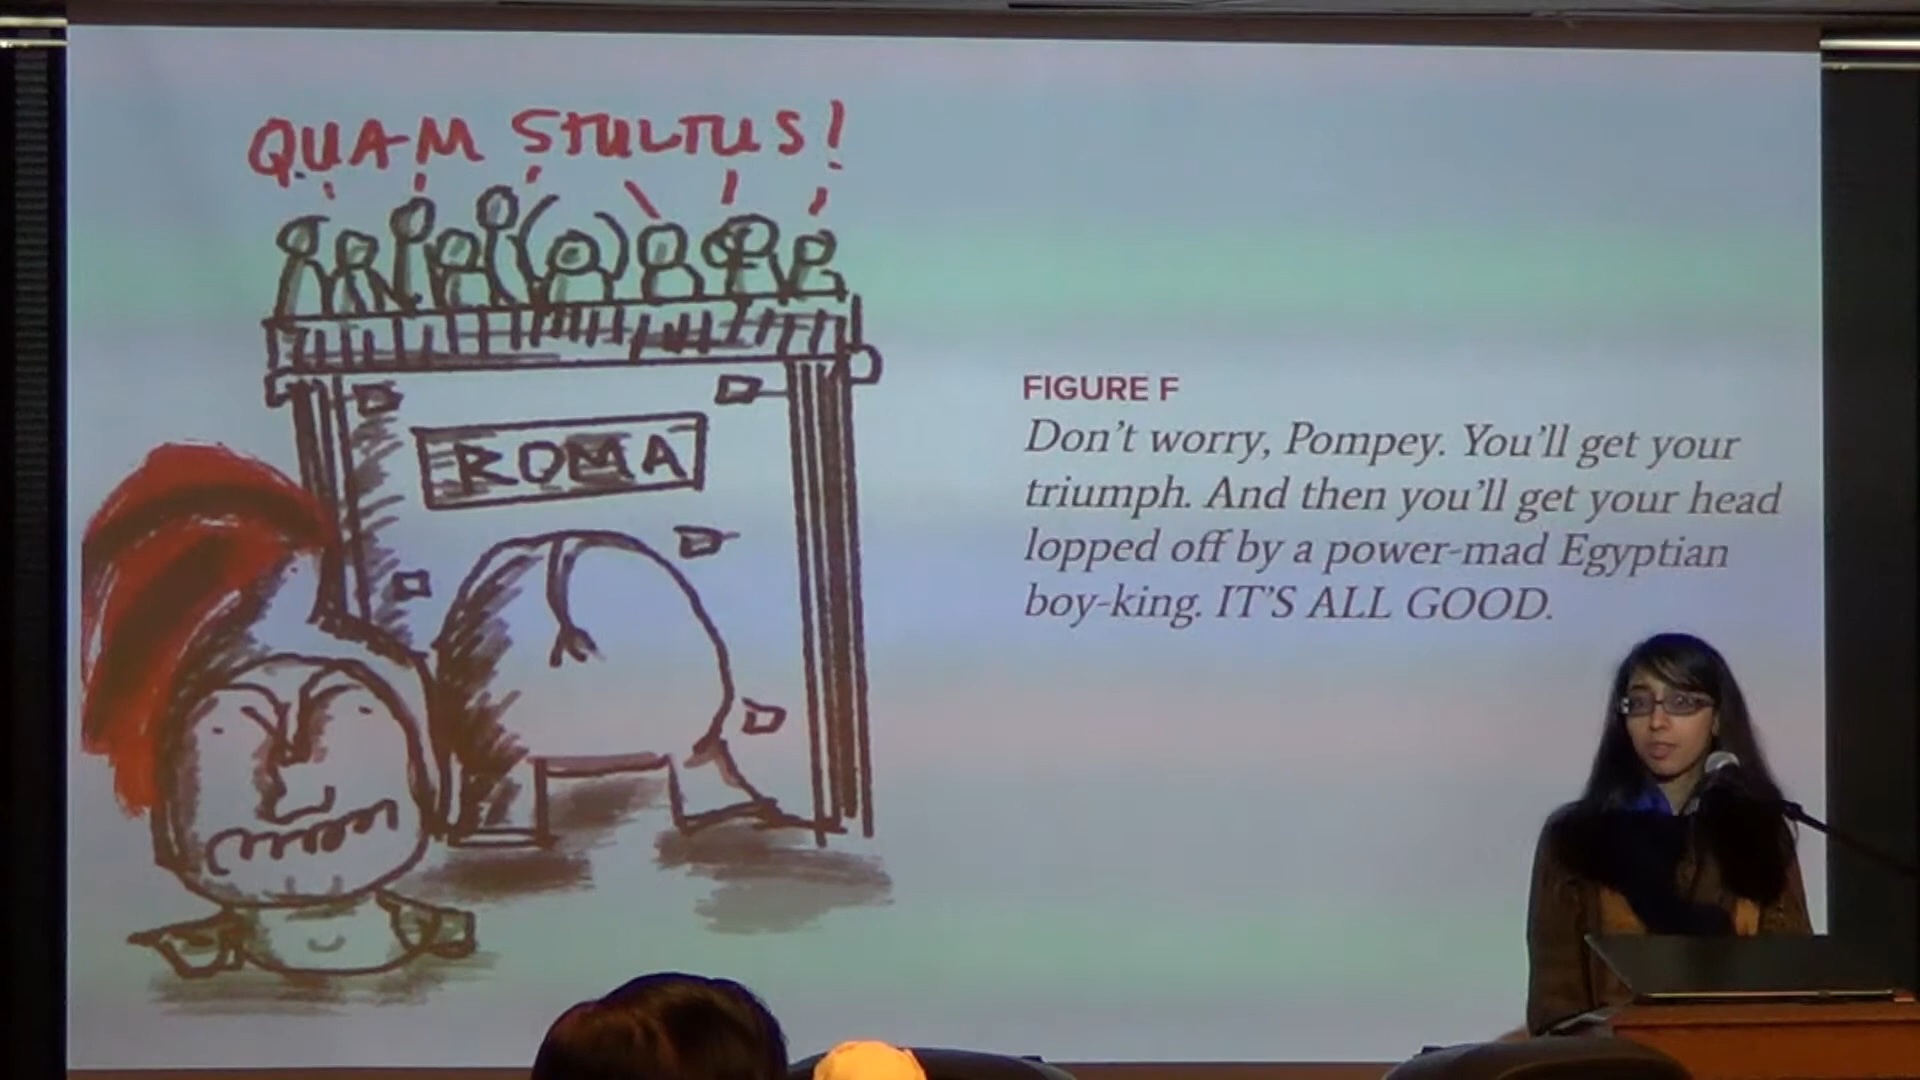 QUAM STULTUS!
ROMA
FIGURE F
Don't worry, Pompey. You'll get your
triumph. And then you'll get your head
lopped off by a power-mad Egyptian
boy-king. IT'S ALL GOOD.